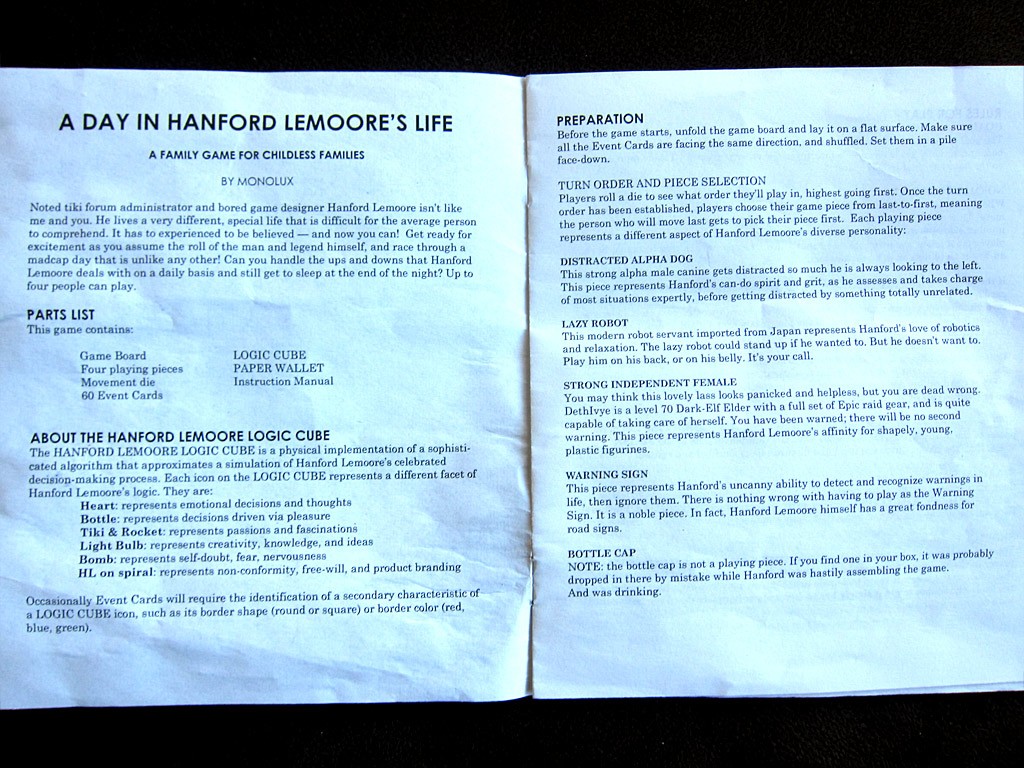 A DAY IN HANFORD LEMOORE'S LIFE
A FAMILY GAME FOR CHILDLESS FAMILIES
BY MONOLUX
Noted tiki forum administrator and bored game designer Hanford Lemoore isn't like
me and you. He lives a very different, special life that is difficult for the average person
to comprehend. It has to experienced to be believed — and now you can! Get ready for
excitement as you assume the roll of the man and legend himself, and race through a
madcap day that is unlike any other! Can you handle the ups and downs that Hanford
Lemoore deals with on a daily basis and still get to sleep at the end of the night? Up to
four people can play.
PARTS LIST
This game contains:
Game Board
Four playing pieces
Movement die
60 Event Cards
LOGIC CUBE
PAPER WALLET
Instruction Manual
ABOUT THE HANFORD LEMOORE LOGIC CUBE
The HANFORD LEMOORE LOGIC CUBE is a physical implementation of a sophisti-
cated algorithm that approximates a simulation of Hanford Lemoore's celebrated
decision-making process. Each icon on the LOGIC CUBE represents a different facet of
Hanford Lemoore's logic. They are:
Heart: represents emotional decisions and thoughts
Bottle: represents decisions driven via pleasure
Tiki & Rocket: represents passions and fascinations
Light Bulb: represents creativity, knowledge, and ideas
Bomb: represents self-doubt, fear, nervousness
HL on spiral: represents non-conformity, free-will, and product branding
Occasionally Event Cards will require the identification of a secondary characteristic of
a LOGIC CUBE icon, such as its border shape (round or square) or border color (red,
blue, green).
PREPARATION
Before the game starts, unfold the game board and lay it on a flat surface. Make sure
all the Event Cards are facing the same direction, and shuffled. Set them in a pile
face-down.
TURN ORDER AND PIECE SELECTION
Players roll a die to see what order they'll play in, highest going first. Once the turn
order has been established, players choose their game piece from last-to-first, meaning
the person who will move last gets to pick their piece first. Each playing piece
represents a different aspect of Hanford Lemoore's diverse personality:
DISTRACTED ALPHA DOG
This strong alpha male canine gets distracted so much he is always looking to the left.
This piece represents Hanford's can-do spirit and grit, as he assesses and takes charge
of most situations expertly, before getting distracted by something totally unrelated.
LAZY ROBOT
This modern robot servant imported from Japan represents Hanford's love of robotics
and relaxation. The lazy robot could stand up if he wanted to. But he doesn't want to.
Play him on his back, or on his belly. It's your call.
STRONG INDEPENDENT FEMALE
You may think this lovely lass looks panicked and helpless, but you are dead wrong.
DethIvye is a level 70 Dark-Elf Elder with a full set of Epic raid gear, and is quite
capable of taking care of herself. You have been warned; there will be no second
warning. This piece represents Hanford Lemoore's affinity for shapely, young,
plastic figurines.
WARNING SIGN
This piece represents Hanford's uncanny ability to detect and recognize warnings in
life, then ignore them. There is nothing wrong with having to play as the Warning
Sign. It is a noble piece. In fact, Hanford Lemoore himself has a great fondness for
road signs.
BOTTLE CAP
NOTE: the bottle cap is not a playing piece. If you find one in your box, it was probably
dropped in there by mistake while Hanford was hastily assembling the game.
And was drinking.